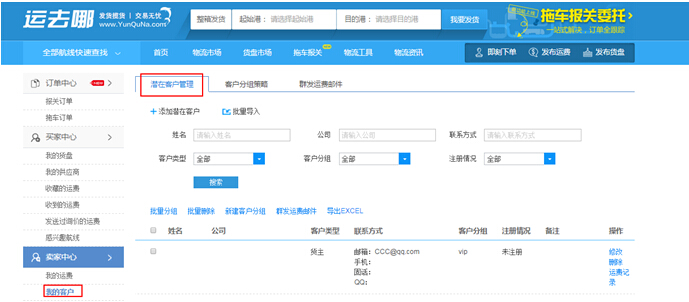 运去哪 发货揽货 | 交易无忧 www.YunQuNa.com 整箱发货 起始港： 请选择起始港 目的港： 请选择目的港 我要发货 拖车报关委托>
一站式解决，订单全跟踪
全部航线快速查找 首页 物流市场 货盘市场 拖车报关 物流工具 物流资讯 即刻下单 发布运费 发布货盘
订单中心
报关订单
拖车订单
买家中心
我的货盘
我的供应商
收藏的运费
收到的运费
发送过询价的运费
感兴趣航线
卖家中心
我的运费
我的客户
潜在客户管理 客户分组策略 群发运费邮件
+ 添加潜在客户 批量导入
姓名 请输入姓名 公司 请输入公司 联系方式 请输入联系方式
客户类型 全部 客户分组 全部 注册情况 全部
搜索
批量分组 批量删除 新建客户分组 群发运费邮件 导出EXCEL
姓名 公司 客户类型 联系方式 客户分组 注册情况 备注 操作
货主 邮箱：CCC@qq.com vip 未注册 修改
手机： 删除
固话： 运费记
QQ： 录